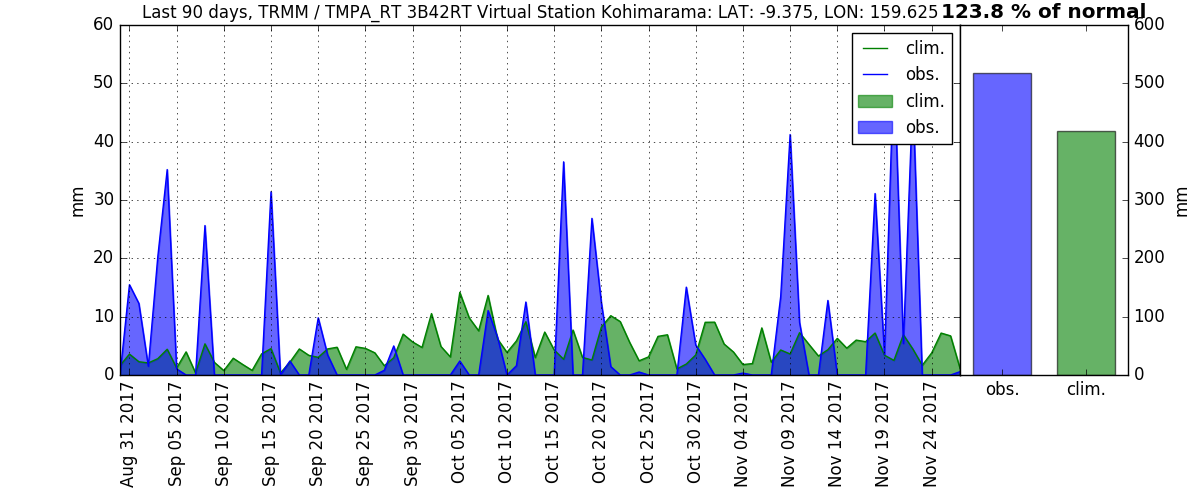 Last 90 days, TRMM / TMPA_RT 3B42RT Virtual Station Kohimarama: LAT: -9.375, LON: 159.625 123.8 % of normal
60
50
40
30
20
10
0
mm
clim.
obs.
clim.
obs.
600
500
400
300
200
100
0
mm
Aug 31 2017
Sep 05 2017
Sep 10 2017
Sep 15 2017
Sep 20 2017
Sep 25 2017
Sep 30 2017
Oct 05 2017
Oct 10 2017
Oct 15 2017
Oct 20 2017
Oct 25 2017
Oct 30 2017
Nov 04 2017
Nov 09 2017
Nov 14 2017
Nov 19 2017
Nov 24 2017
obs. clim.